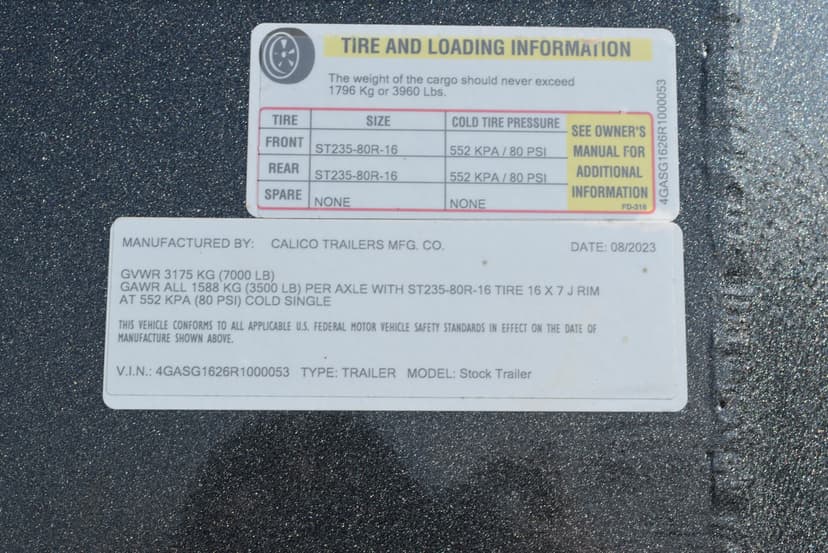 TIRE AND LOADING INFORMATION
The weight of the cargo should never exceed
1796 Kg or 3960 Lbs.
TIRE SIZE COLD TIRE PRESSURE
FRONT ST235-80R-16 552 KPA / 80 PSI
REAR ST235-80R-16 552 KPA / 80 PSI
SPARE NONE NONE
SEE OWNER'S
MANUAL FOR
ADDITIONAL
INFORMATION
FD-316
4GASG1626R1000053
MANUFACTURED BY: CALICO TRAILERS MFG. CO. DATE: 08/2023
GVWR 3175 KG (7000 LB)
GAWR ALL 1588 KG (3500 LB) PER AXLE WITH ST235-80R-16 TIRE 16 X 7 J RIM
AT 552 KPA (80 PSI) COLD SINGLE
THIS VEHICLE CONFORMS TO ALL APPLICABLE U.S. FEDERAL MOTOR VEHICLE SAFETY STANDARDS IN EFFECT ON THE DATE OF
MANUFACTURE SHOWN ABOVE.
V.I.N.: 4GASG1626R1000053 TYPE: TRAILER MODEL: Stock Trailer